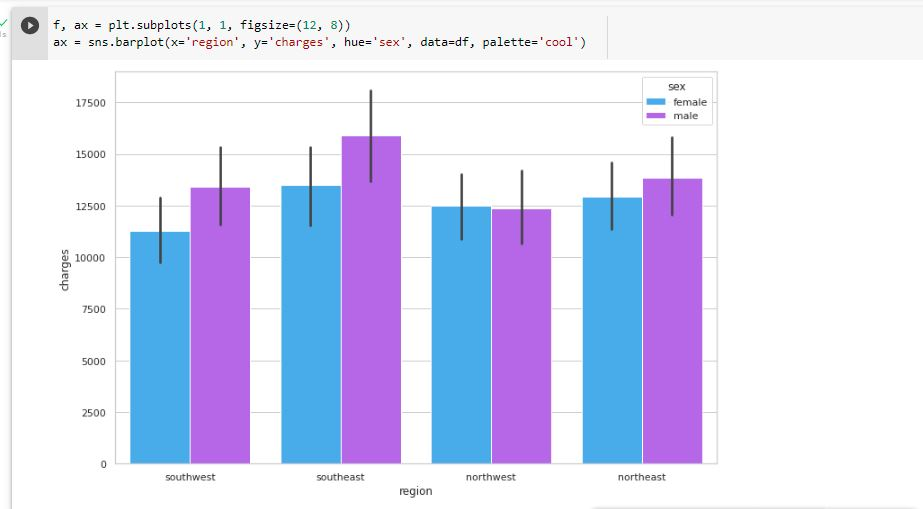 f, ax = plt.subplots(1, 1, figsize=(12, 8))
ax = sns.barplot(x='region', y='charges', hue='sex', data=df, palette='cool')
sex
female
male
17500
15000
12500
10000
7500
5000
2500
0
charges
southwest southeast northwest northeast
region